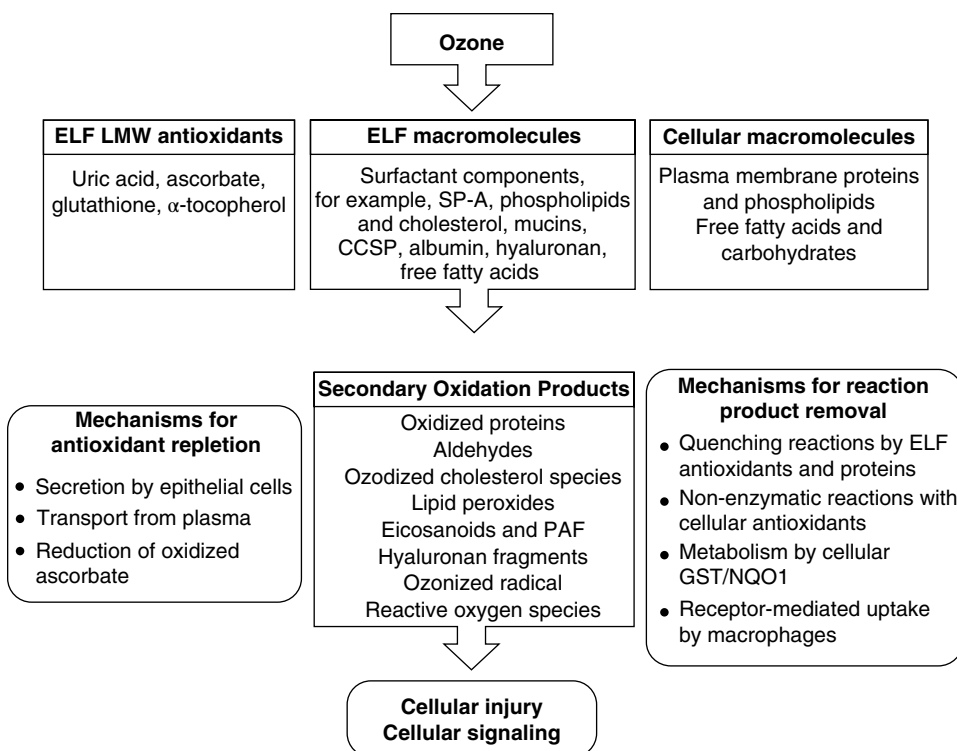 Ozone
ELF LMW antioxidants
Uric acid, ascorbate,
glutathione, α-tocopherol
ELF macromolecules
Surfactant components,
for example, SP-A, phospholipids
and cholesterol, mucins,
CCSP, albumin, hyaluronan,
free fatty acids
Cellular macromolecules
Plasma membrane proteins
and phospholipids
Free fatty acids and
carbohydrates
Mechanisms for
antioxidant repletion
• Secretion by epithelial cells
• Transport from plasma
• Reduction of oxidized
ascorbate
Secondary Oxidation Products
Oxidized proteins
Aldehydes
Ozodized cholesterol species
Lipid peroxides
Eicosanoids and PAF
Hyaluronan fragments
Ozonized radical
Reactive oxygen species
Mechanisms for reaction
product removal
• Quenching reactions by ELF
antioxidants and proteins
• Non-enzymatic reactions with
cellular antioxidants
• Metabolism by cellular
GST/NQO1
• Receptor-mediated uptake
by macrophages
Cellular injury
Cellular signaling